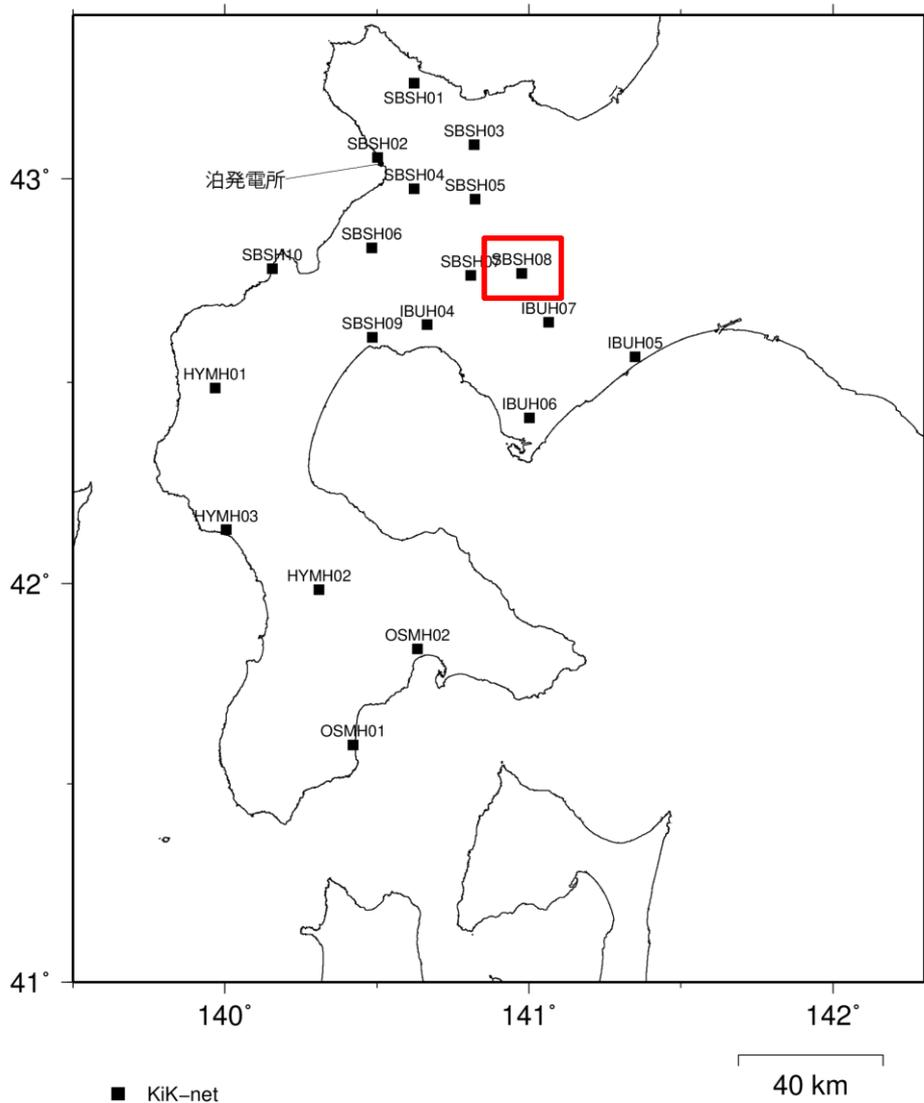 SBSH01
SBSH03
SBSH02
43°
泊発電所
SBSH04
SBSH05
SBSH06
SBSH10
SBSH07
SBSH08
IBUH04
IBUH07
SBSH09
IBUH05
HYMH01
IBUH06
HYMH03
42°
HYMH02
OSMH02
OSMH01
41°
140°
141°
142°
KiK-net
40 km